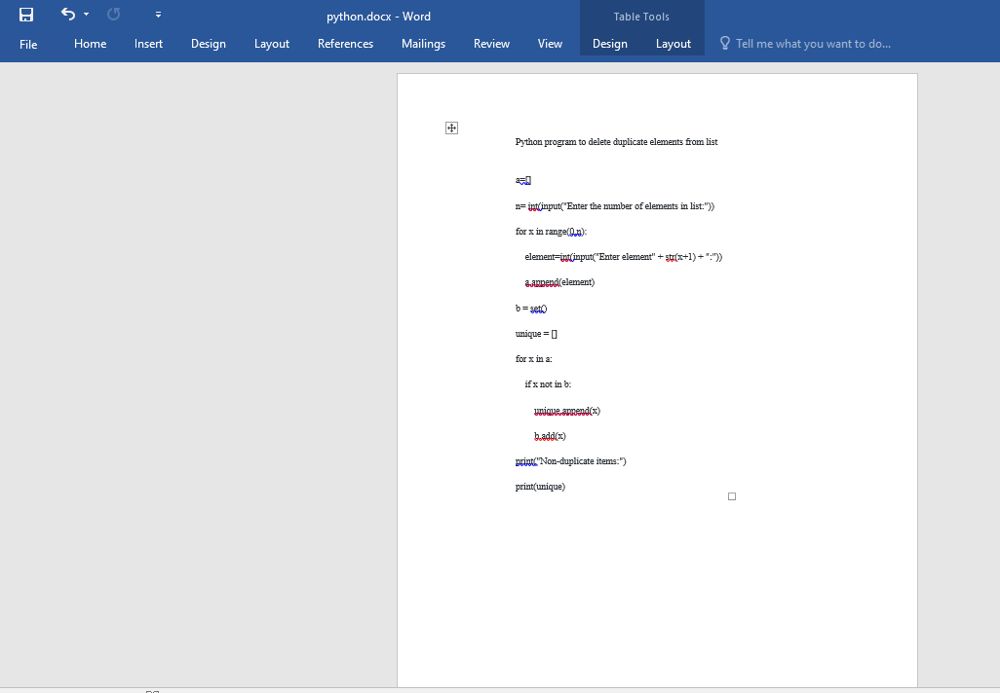 python.docx - Word
Table Tools
File Home Insert Design Layout References Mailings Review View Design Layout Tell me what you want to do...
Python program to delete duplicate elements from list
a=[]
n= int(input("Enter the number of elements in list:"))
for x in range(0,n):
    element=int(input("Enter element" + str(x+1) + ":"))
    a.append(element)
b = set()
unique = []
for x in a:
    if x not in b:
        unique.append(x)
        b.add(x)
print("Non-duplicate items:")
print(unique)